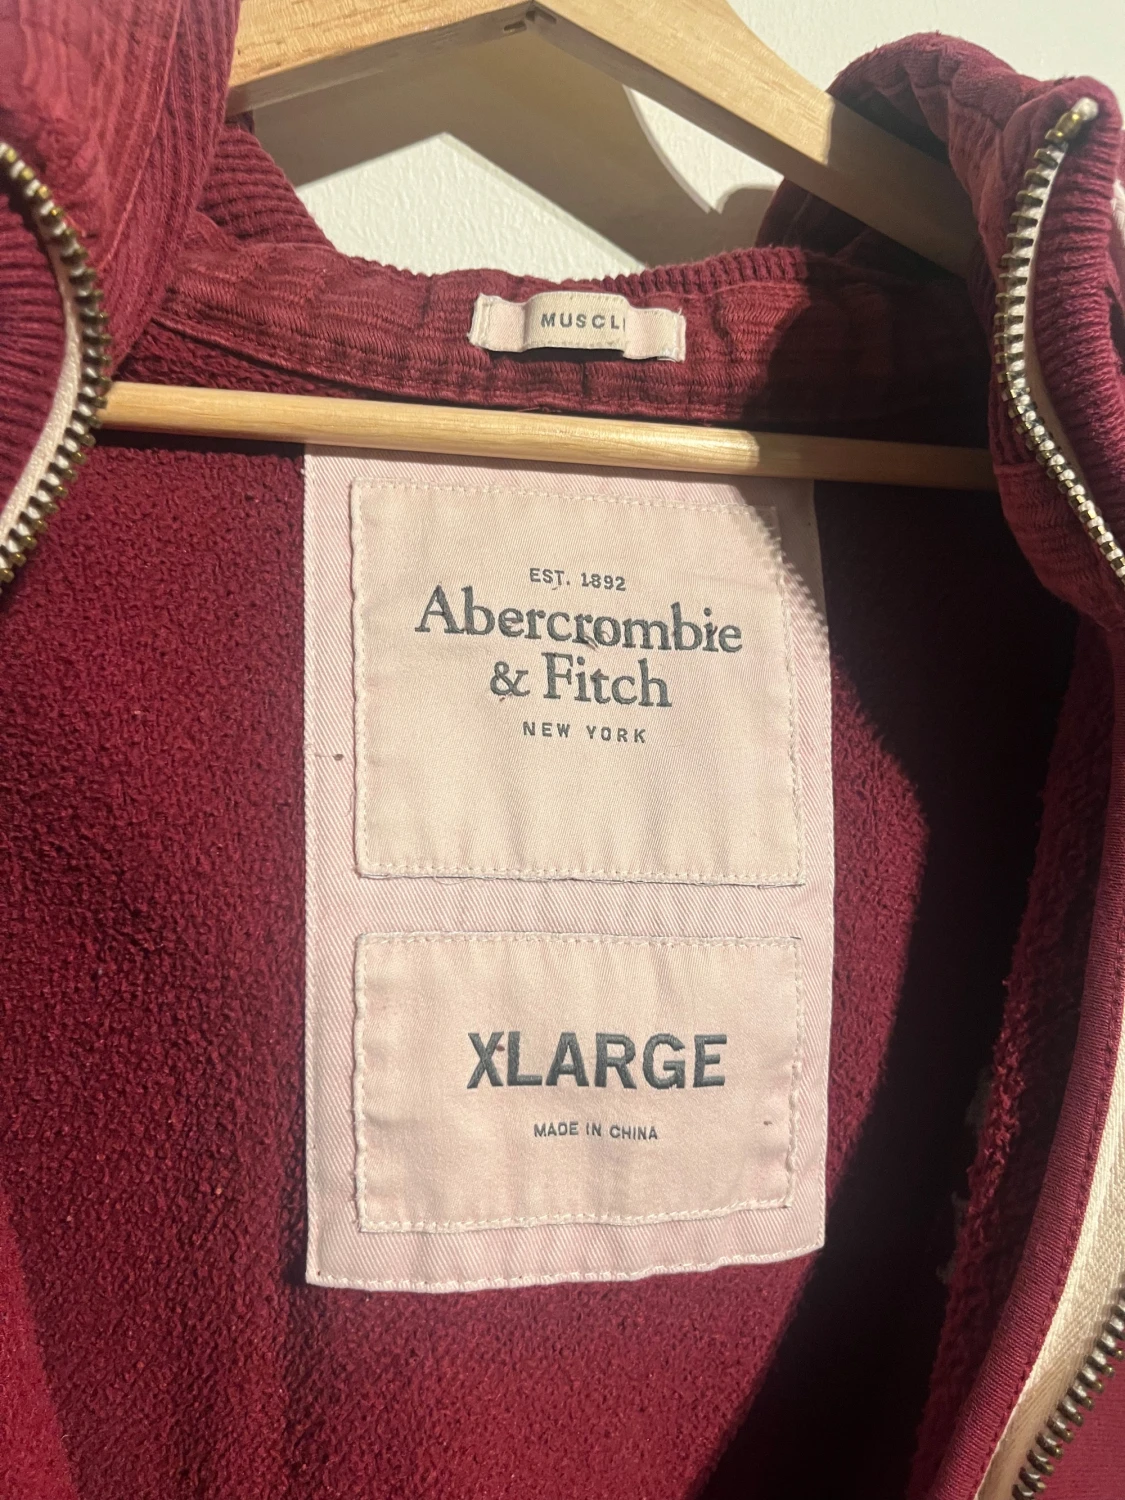 MUSCL
EST. 1892
Abercrombie
& Fitch
NEW YORK
XLARGE
MADE IN CHINA